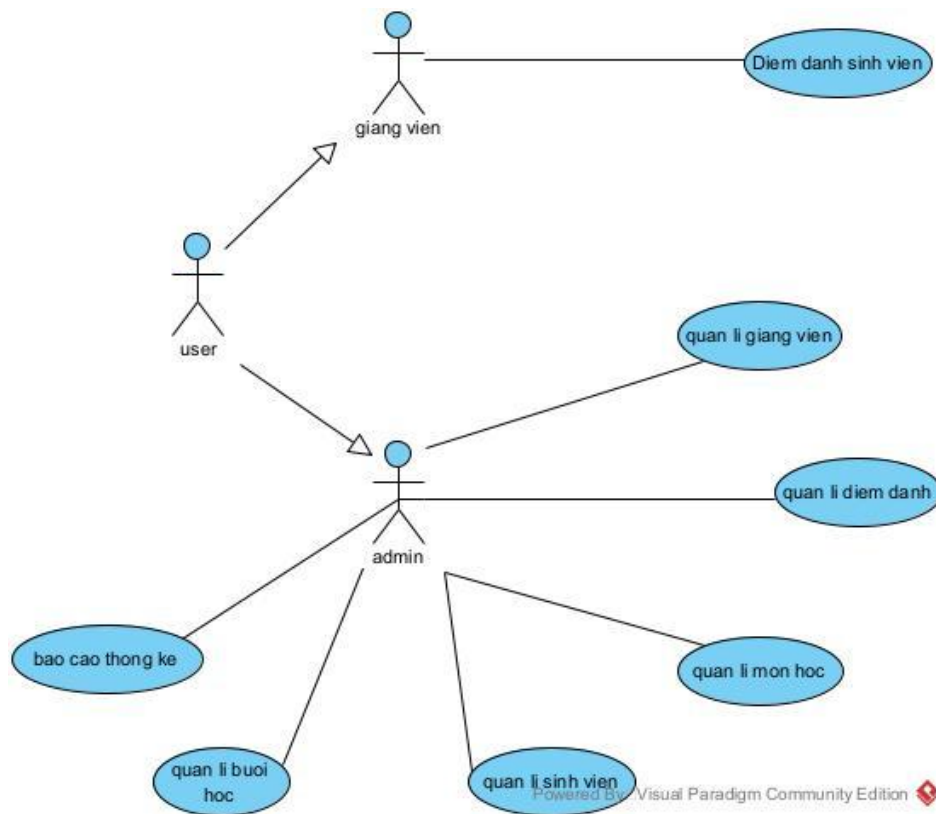 Diem danh sinh vien
giang vien
quan li giang vien
user
quan li diem danh
admin
bao cao thong ke
quan li mon hoc
quan li buoi
hoc
quan li sinh vien
Powered By Visual Paradigm Community Edition